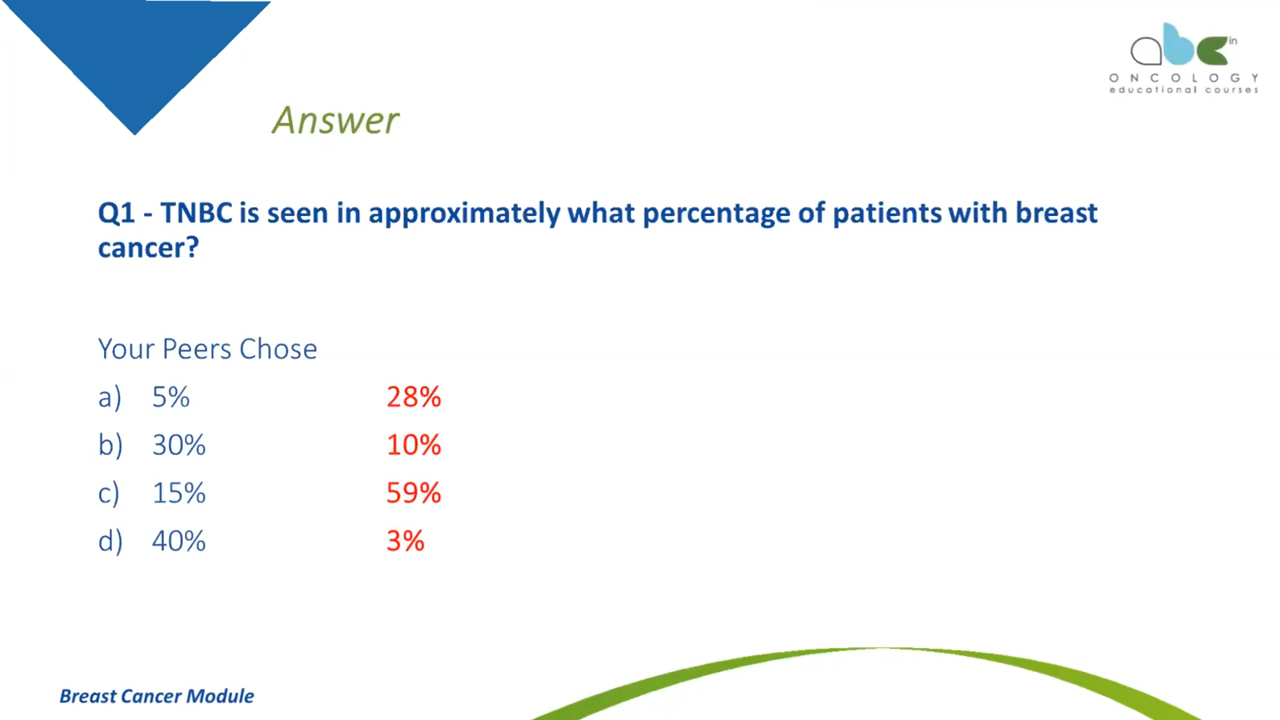 abc in
ONCOLOGY
educational courses
Answer
Q1 - TNBC is seen in approximately what percentage of patients with breast
cancer?
Your Peers Chose
a) 5% 28%
b) 30% 10%
c) 15% 59%
d) 40% 3%
Breast Cancer Module